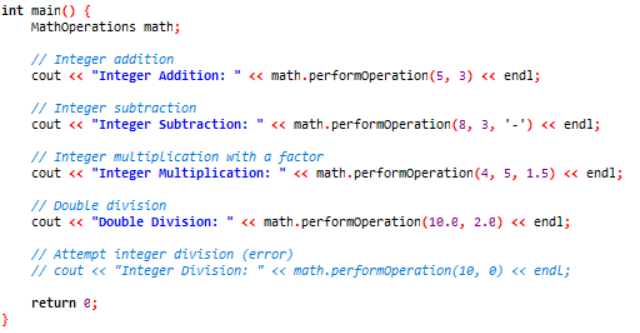 int main() {
    MathOperations math;

    // Integer addition
    cout << "Integer Addition: " << math.performOperation(5, 3) << endl;

    // Integer subtraction
    cout << "Integer Subtraction: " << math.performOperation(8, 3, '-') << endl;

    // Integer multiplication with a factor
    cout << "Integer Multiplication: " << math.performOperation(4, 5, 1.5) << endl;

    // Double division
    cout << "Double Division: " << math.performOperation(10.0, 2.0) << endl;

    // Attempt integer division (error)
    // cout << "Integer Division: " << math.performOperation(10, 0) << endl;

    return 0;
}